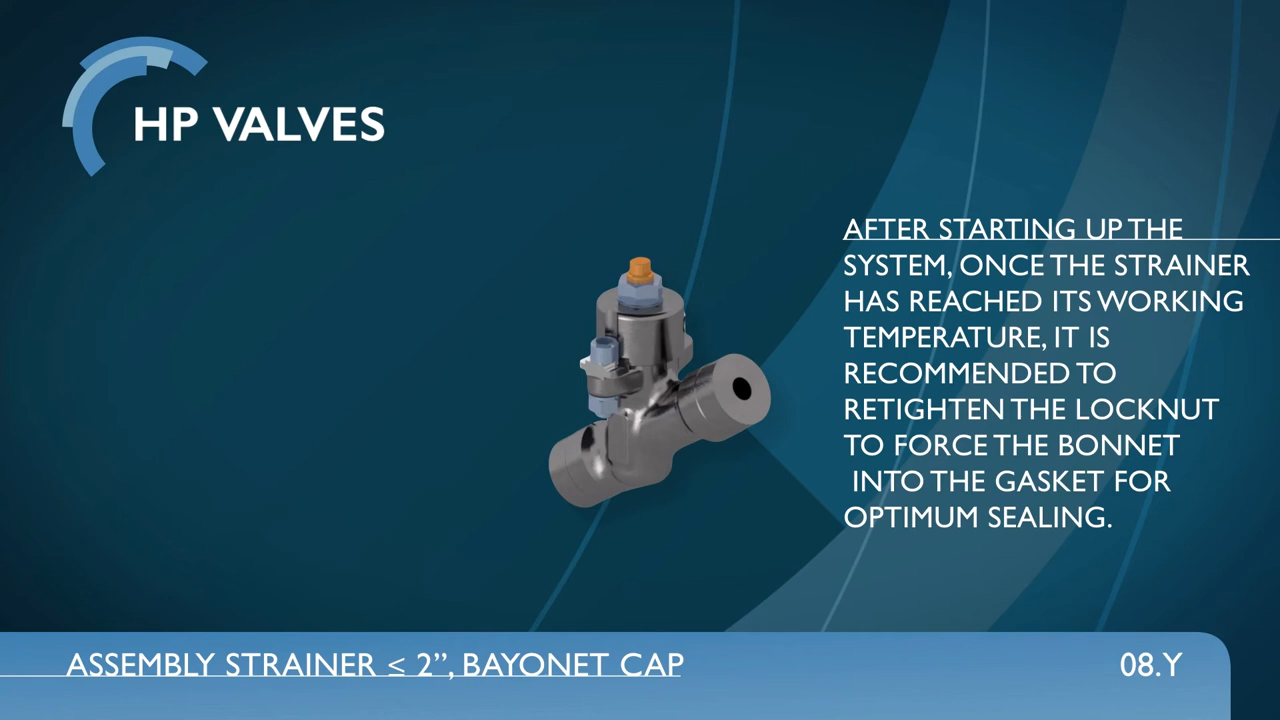 HP VALVES
AFTER STARTING UP THE
SYSTEM, ONCE THE STRAINER
HAS REACHED ITS WORKING
TEMPERATURE, IT IS
RECOMMENDED TO
RETIGHTEN THE LOCKNUT
TO FORCE THE BONNET
INTO THE GASKET FOR
OPTIMUM SEALING.
ASSEMBLY STRAINER ≤ 2”, BAYONET CAP
08.Y